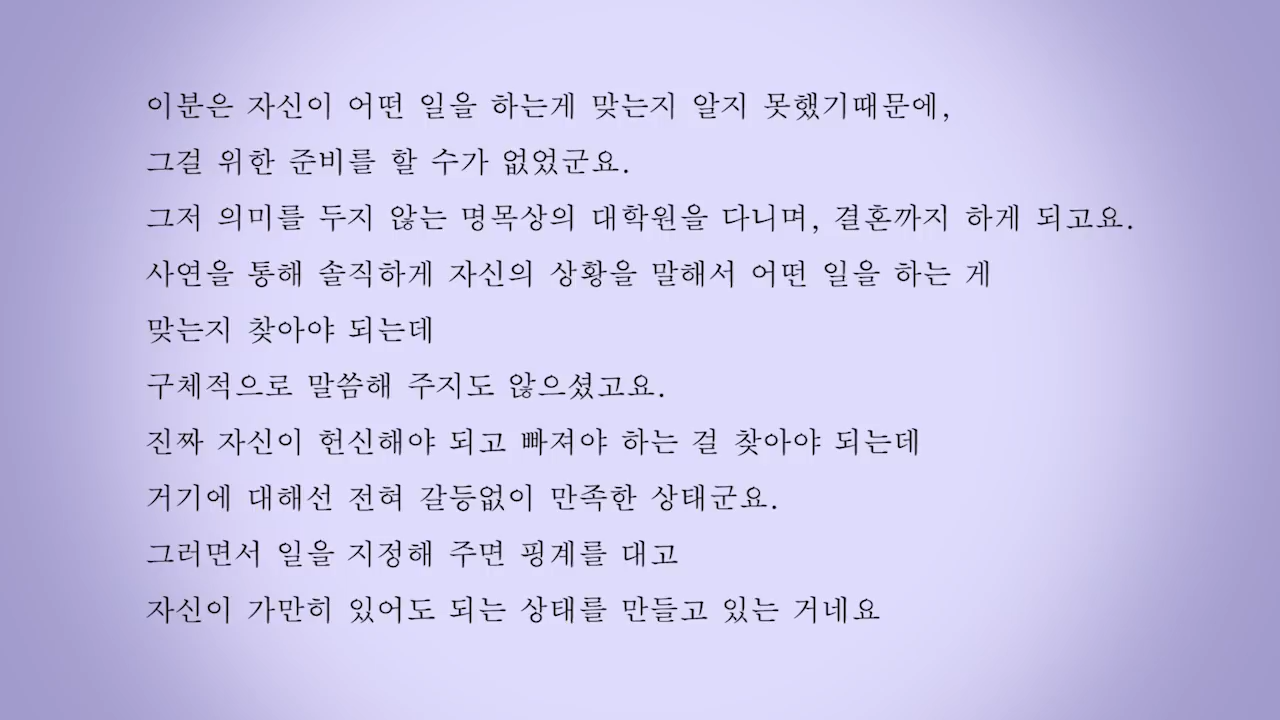 이분은 자신이 어떤 일을 하는게 맞는지 알지 못했기때문에,
그걸 위한 준비를 할 수가 없었군요.
그저 의미를 두지 않는 명목상의 대학원을 다니며, 결혼까지 하게 되고요.
사연을 통해 솔직하게 자신의 상황을 말해서 어떤 일을 하는 게
맞는지 찾아야 되는데
구체적으로 말씀해 주지도 않으셨고요.
진짜 자신이 헌신해야 되고 빠져야 하는 걸 찾아야 되는데
거기에 대해선 전혀 갈등없이 만족한 상태군요.
그러면서 일을 지정해 주면 핑계를 대고
자신이 가만히 있어도 되는 상태를 만들고 있는 거네요